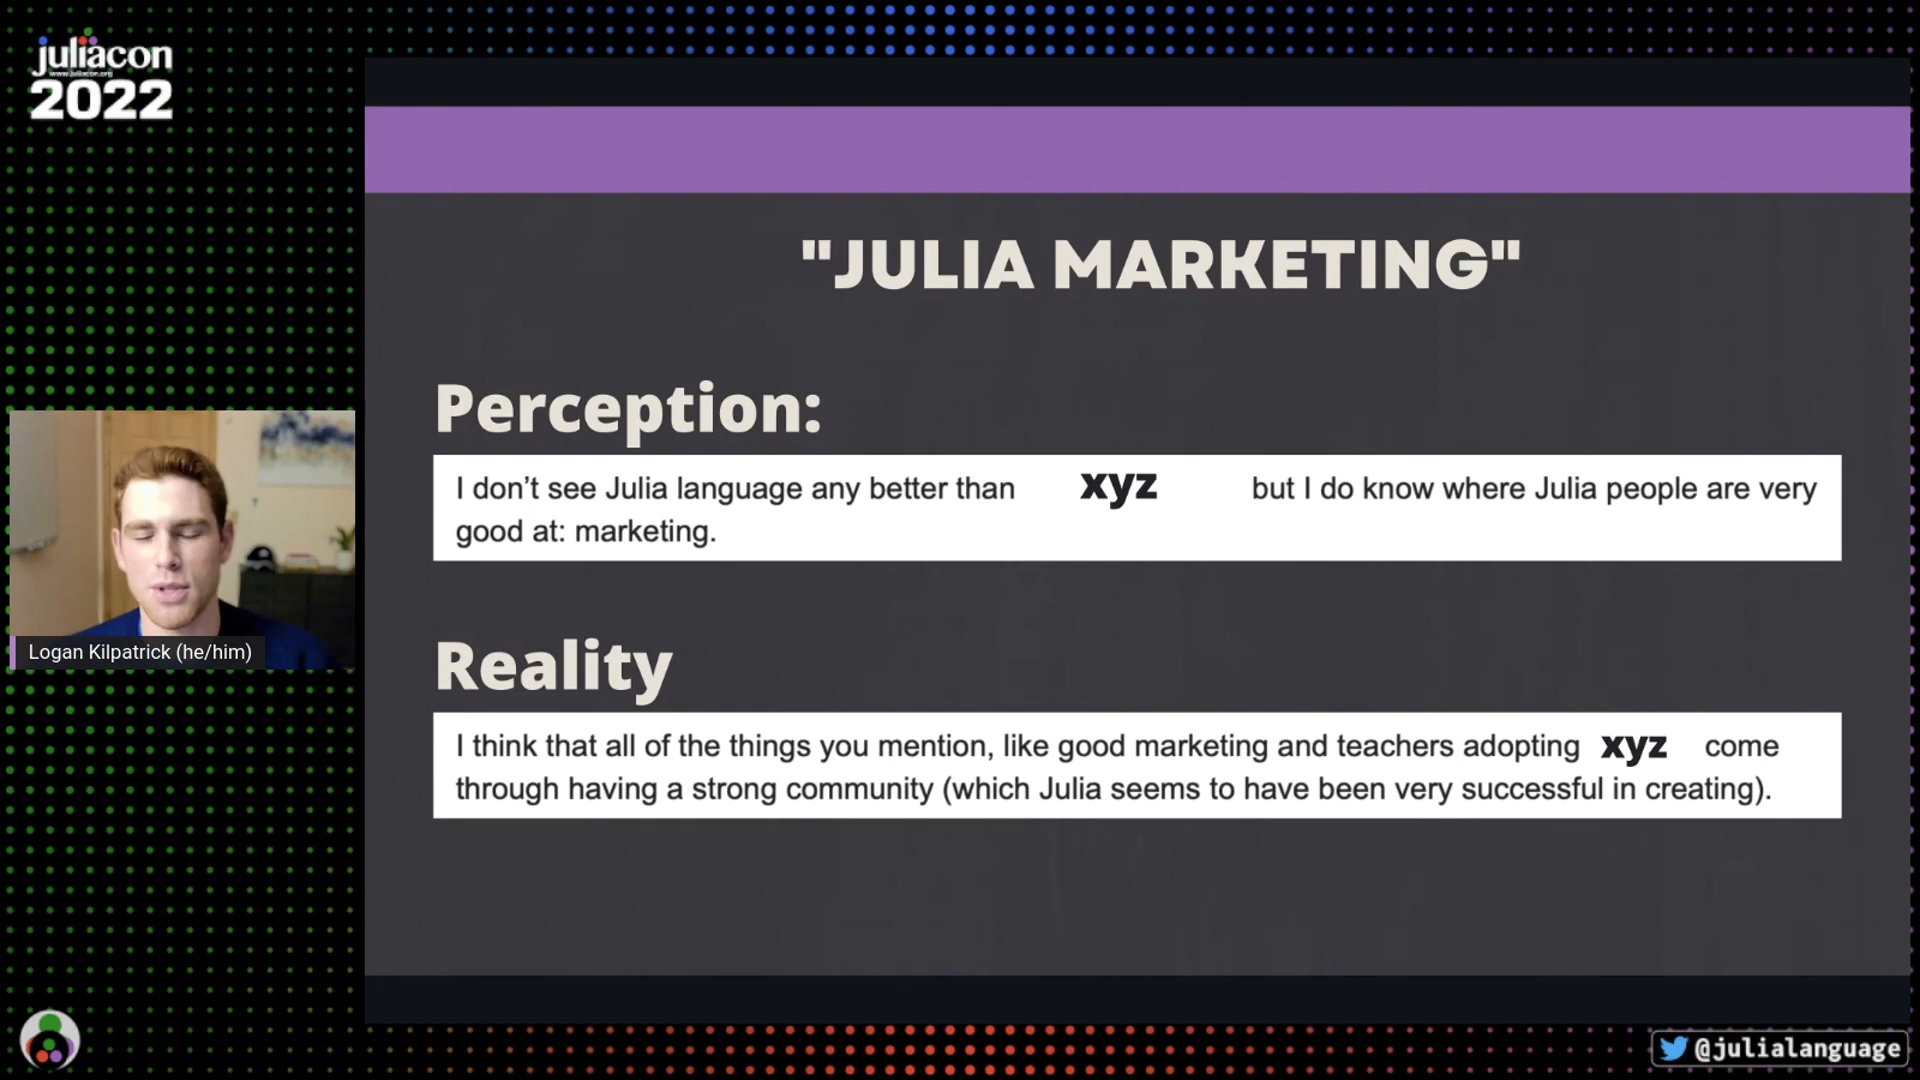 juliacon
www.juliacon.org
2022
"JULIA MARKETING"
Perception:
I don’t see Julia language any better than xyz but I do know where Julia people are very
good at: marketing.
Reality
I think that all of the things you mention, like good marketing and teachers adopting xyz come
through having a strong community (which Julia seems to have been very successful in creating).
Logan Kilpatrick (he/him)
@julialanguage